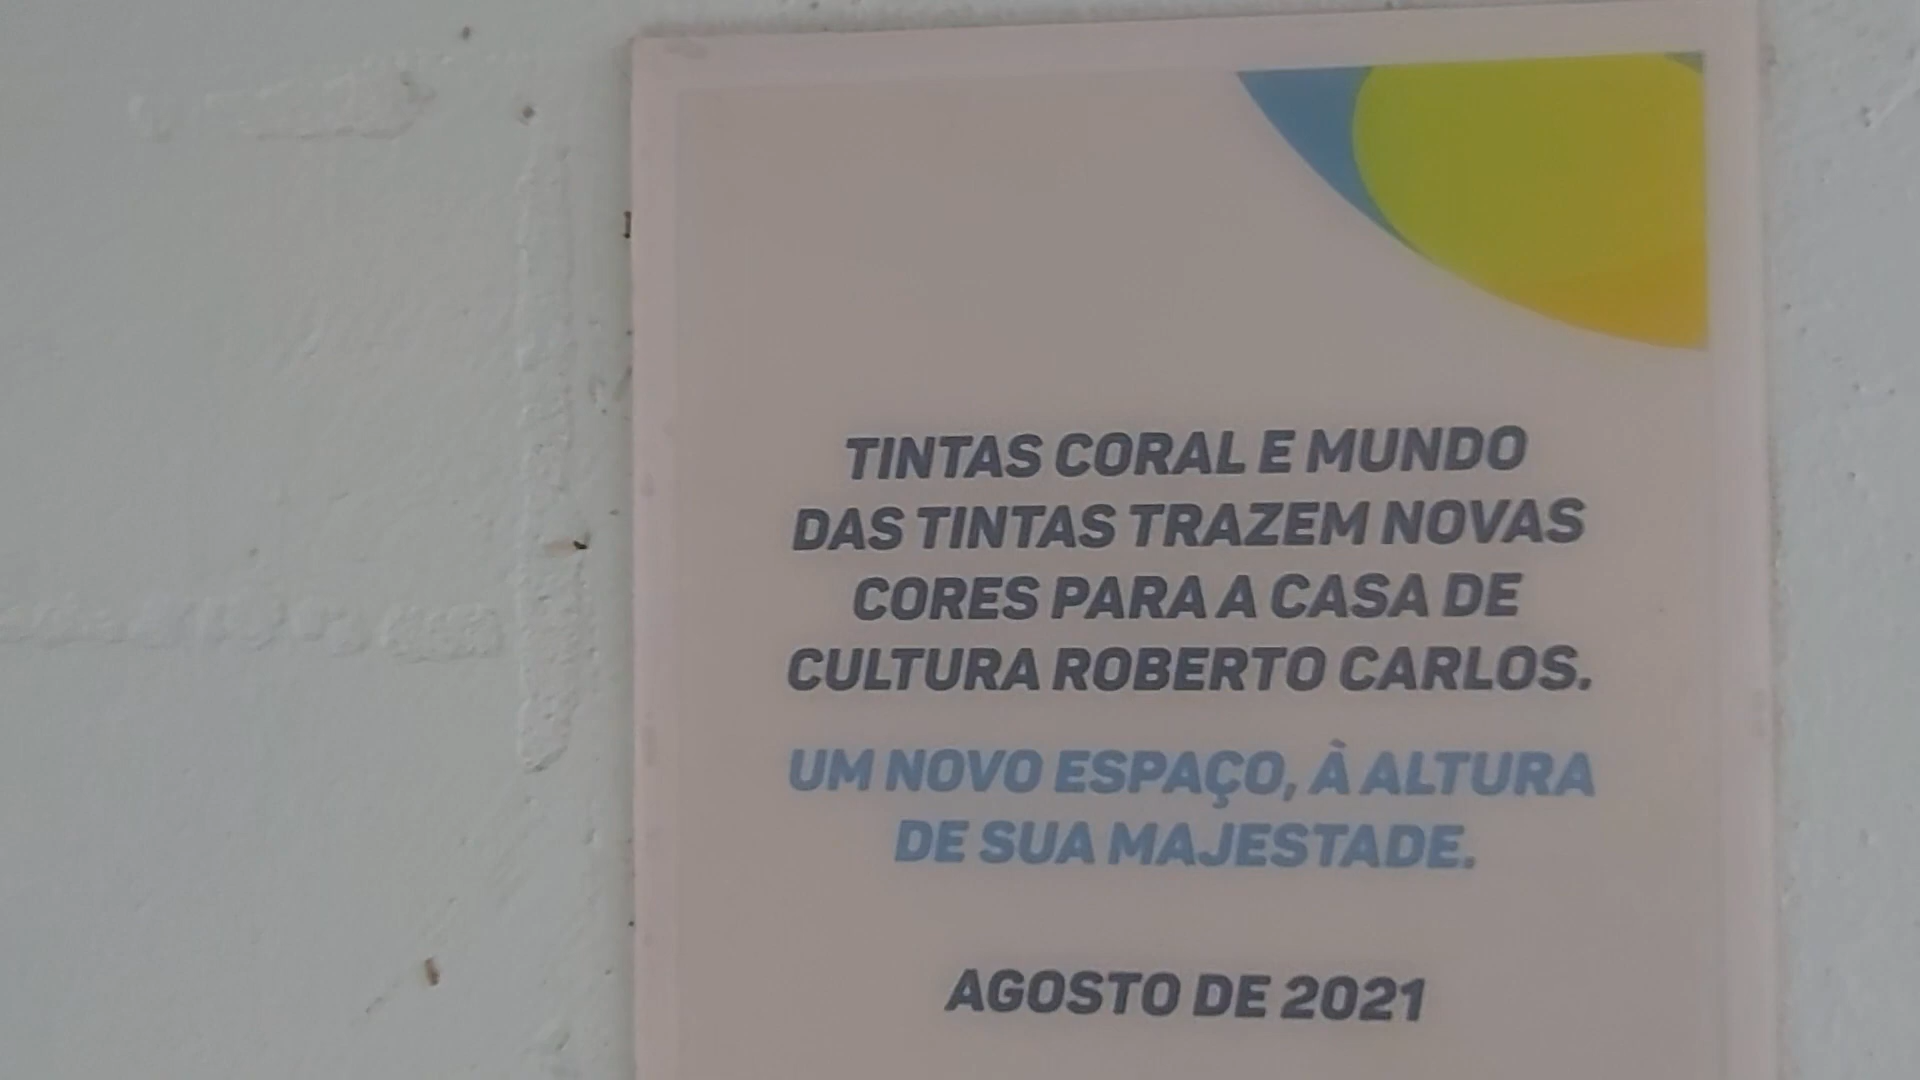 TINTAS CORAL E MUNDO
DAS TINTAS TRAZEM NOVAS
CORES PARA A CASA DE
CULTURA ROBERTO CARLOS.
UM NOVO ESPAÇO, À ALTURA
DE SUA MAJESTADE.
AGOSTO DE 2021